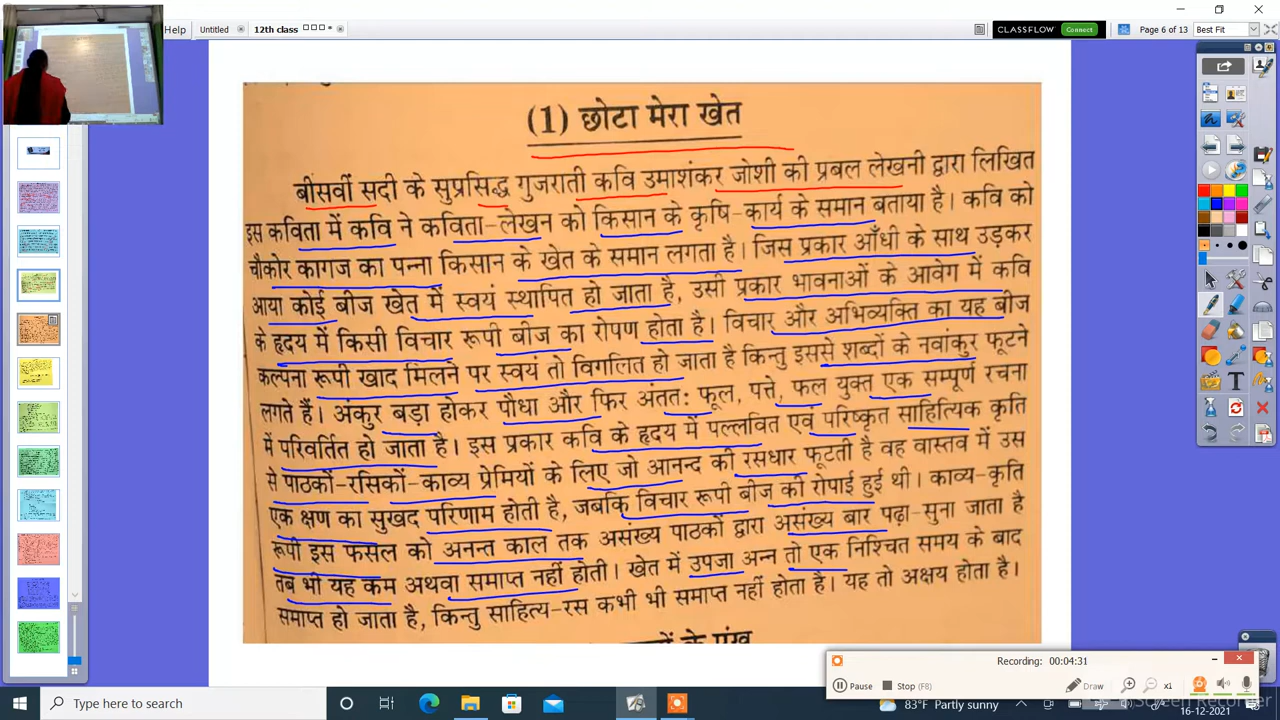 Help
Untitled
12th class
CLASSFLOW Connect
Page 6 of 13
Best Fit
(1) छोटा मेरा खेत
बीसवीं सदी के सुप्रसिद्ध गुजराती कवि उमाशंकर जोशी की प्रबल लेखनी द्वारा लिखित
इस कविता में कवि ने कविता-लेखन को किसान के कृषि-कार्य के समान बताया है। कवि को
चौकोर कागज का पन्ना किसान के खेत के समान लगता है। जिस प्रकार आँधी के साथ उड़कर
आया कोई बीज खेत में स्वयं स्थापित हो जाता है, उसी प्रकार भावनाओं के आवेग में कवि
के हृदय में किसी विचार रूपी बीज का रोपण होता है। विचार और अभिव्यक्ति का यह बीज
कल्पना रूपी खाद मिलने पर स्वयं तो विगलित हो जाता है किन्तु इससे शब्दों के नवांकुर फूटने
लगते हैं। अंकुर बड़ा होकर पौधा और फिर अंतत: फूल, पत्ते, फल युक्त एक सम्पूर्ण रचना
में परिवर्तित हो जाता है। इस प्रकार कवि के हृदय में पल्लवित एवं परिष्कृत साहित्यिक कृति
से पाठकों-रसिकों-काव्य प्रेमियों के लिए जो आनन्द की रसधार फूटती है वह वास्तव में उस
एक क्षण का सुखद परिणाम होती है, जबकि विचार रूपी बीज की रोपाई हुई थी। काव्य-कृति
रूपी इस फसल को अनन्त काल तक असंख्य पाठकों द्वारा असंख्य बार पढ़ा-सुना जाता है
तब भी यह कम अथवा समाप्त नहीं होती। खेत में उपजा अन्न तो एक निश्चित समय के बाद
समाप्त हो जाता है, किन्तु साहित्य-रस कभी भी समाप्त नहीं होता है। यह तो अक्षय होता है।
के पंख
Recording: 00:04:31
Pause
Stop (F8)
Draw
x1
Type here to search
83°F Partly sunny
16-12-2021
Screen Recorder